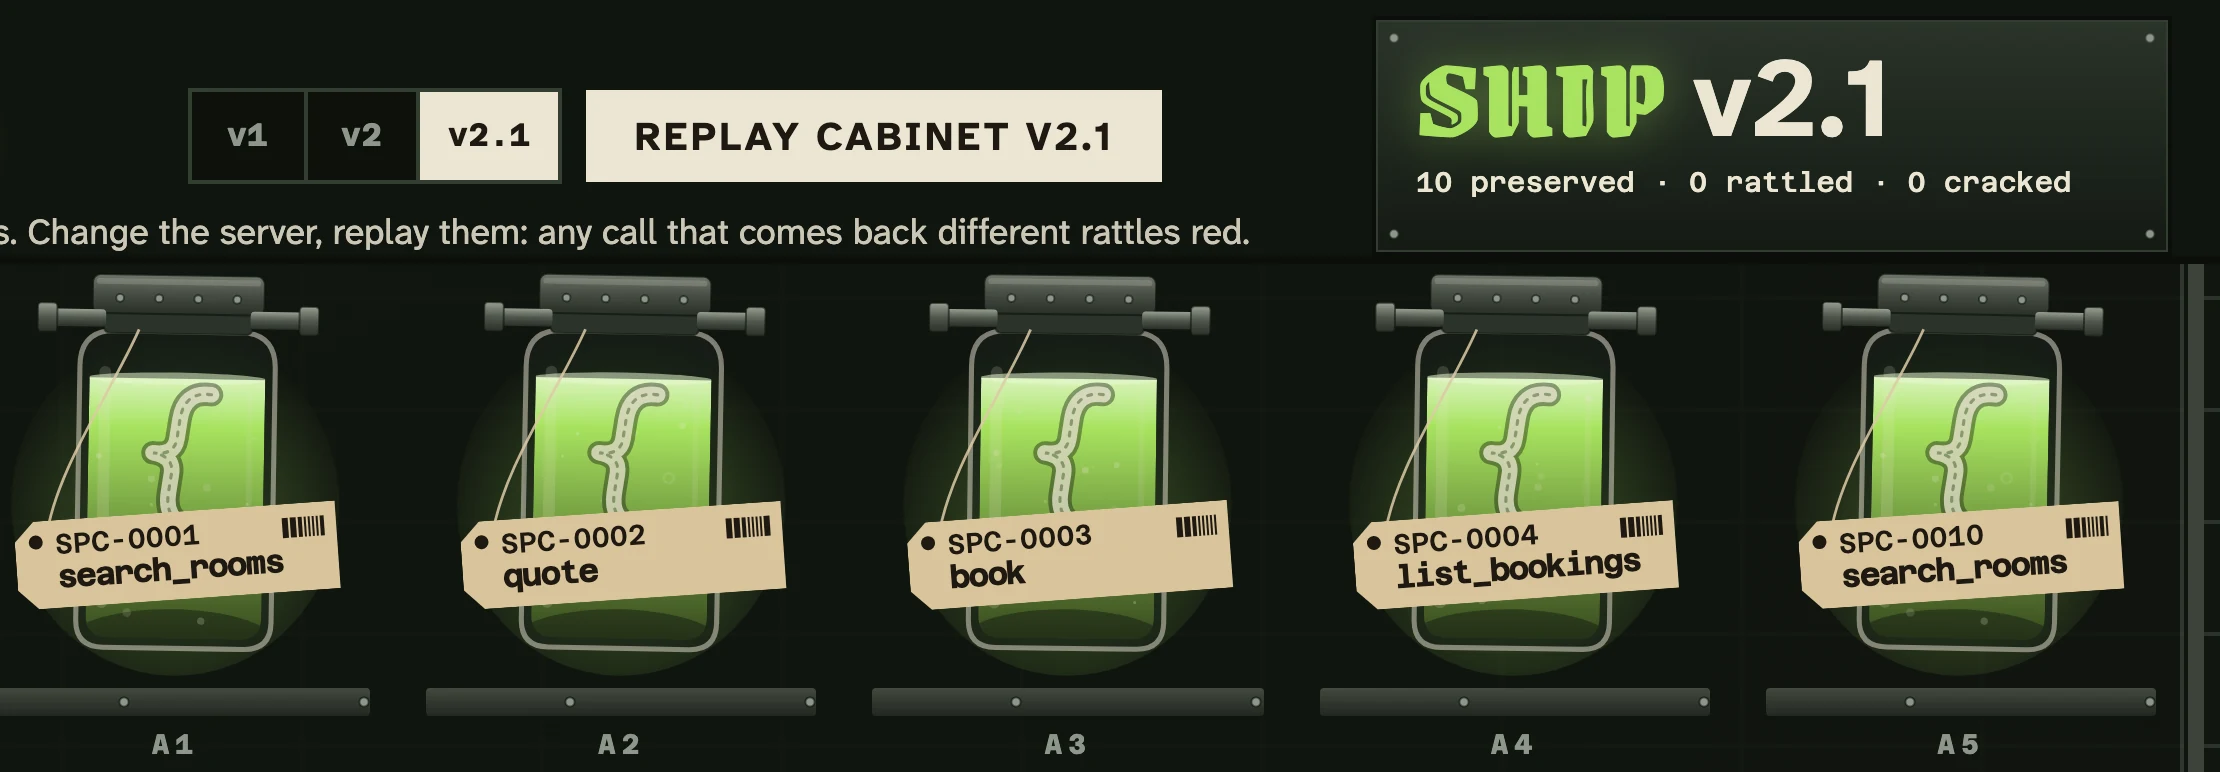 v1 v2 v2.1 REPLAY CABINET V2.1
SHIP v2.1
10 preserved · 0 rattled · 0 cracked
s. Change the server, replay them: any call that comes back different rattles red.
SPC-0001
search_rooms
SPC-0002
quote
SPC-0003
book
SPC-0004
list_bookings
SPC-0010
search_rooms
A1 A2 A3 A4 A5